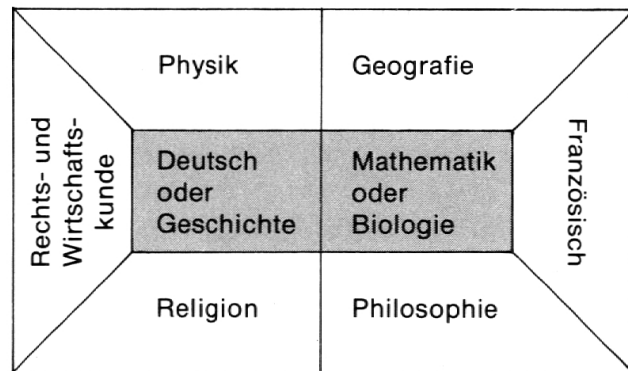 Physik
Geografie
Rechts- und
Wirtschafts-
kunde
Deutsch
oder
Geschichte
Mathematik
oder
Biologie
Französisch
Religion
Philosophie